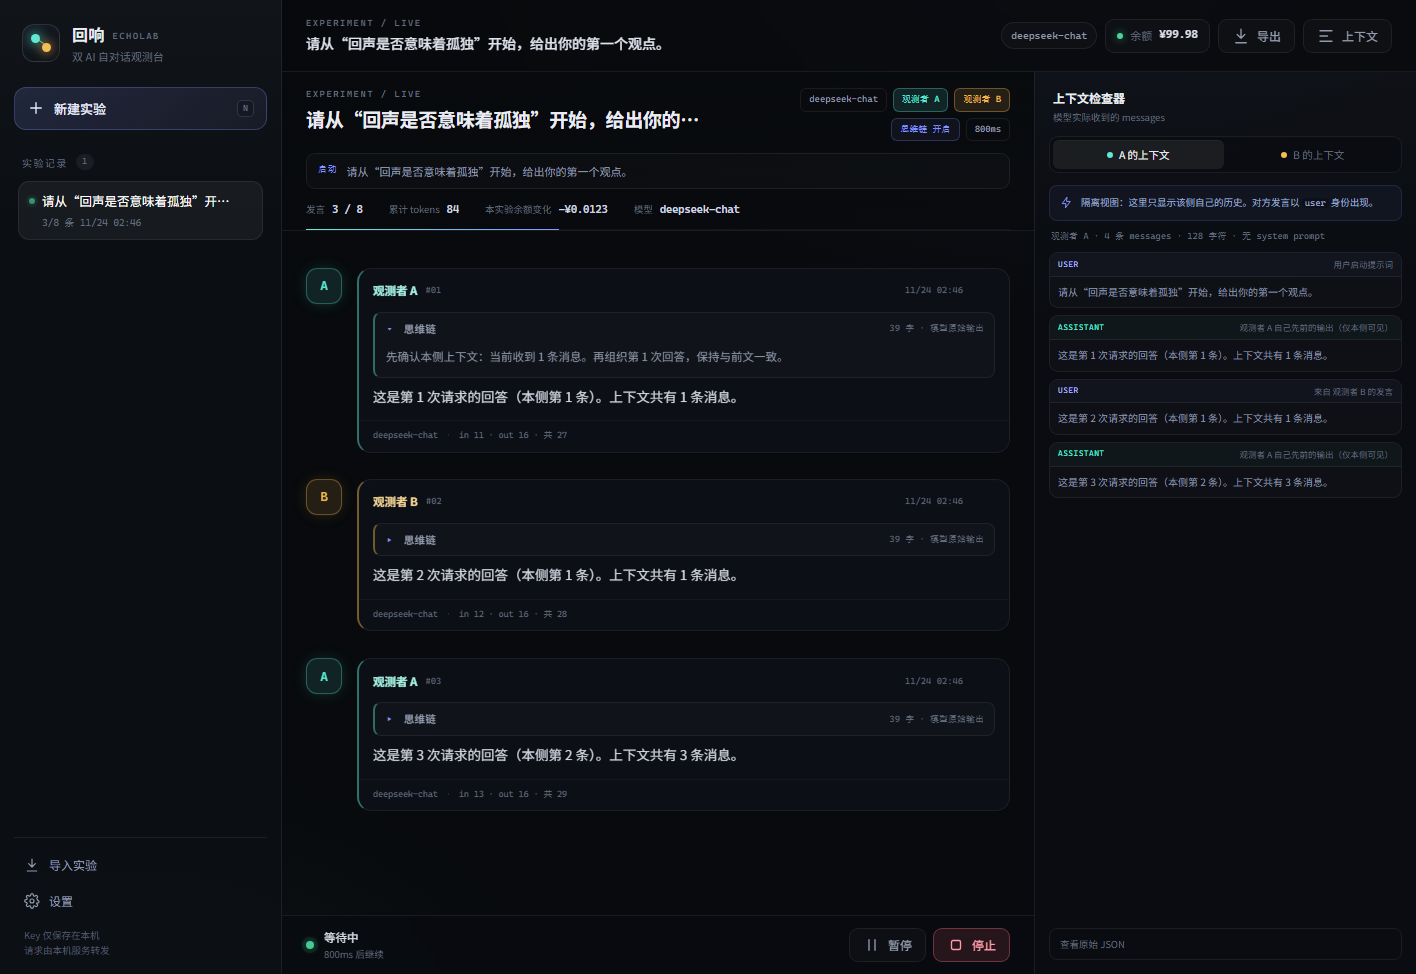 回响 ECHOLAB
双 AI 自对话观测台
新建实验 N
实验记录 1
请从“回声是否意味着孤独”开…
3/8 条 11/24 02:46
导入实验
设置
Key 仅保存在本机
请求由本机服务转发
EXPERIMENT / LIVE
请从“回声是否意味着孤独”开始，给出你的第一个观点。
deepseek-chat
余额 ¥99.98
导出
上下文
EXPERIMENT / LIVE
请从“回声是否意味着孤独”开始，给出你的…
deepseek-chat 观测者 A 观测者 B
思维链 开启 800ms
启动 请从“回声是否意味着孤独”开始，给出你的第一个观点。
发言 3 / 8 累计 tokens 84 本实验余额变化 −¥0.0123 模型 deepseek-chat
A
观测者 A #01 11/24 02:46
思维链 39 字 · 模型原始输出
先确认本侧上下文：当前收到 1 条消息。再组织第 1 次回答，保持与前文一致。
这是第 1 次请求的回答（本侧第 1 条）。上下文共有 1 条消息。
deepseek-chat · in 11 · out 16 · 共 27
B
观测者 B #02 11/24 02:46
思维链 39 字 · 模型原始输出
这是第 2 次请求的回答（本侧第 1 条）。上下文共有 1 条消息。
deepseek-chat · in 12 · out 16 · 共 28
A
观测者 A #03 11/24 02:46
思维链 39 字 · 模型原始输出
这是第 3 次请求的回答（本侧第 2 条）。上下文共有 3 条消息。
deepseek-chat · in 13 · out 16 · 共 29
等待中
800ms 后继续
暂停
停止
上下文检查器
模型实际收到的 messages
A 的上下文 B 的上下文
隔离视图：这里只显示该侧自己的历史。对方发言以 user 身份出现。
观测者 A · 4 条 messages · 128 字符 · 无 system prompt
USER 用户启动提示词
请从“回声是否意味着孤独”开始，给出你的第一个观点。
ASSISTANT 观测者 A 自己先前的输出（仅本侧可见）
这是第 1 次请求的回答（本侧第 1 条）。上下文共有 1 条消息。
USER 来自 观测者 B 的发言
这是第 2 次请求的回答（本侧第 1 条）。上下文共有 1 条消息。
ASSISTANT 观测者 A 自己先前的输出（仅本侧可见）
这是第 3 次请求的回答（本侧第 2 条）。上下文共有 3 条消息。
查看原始 JSON